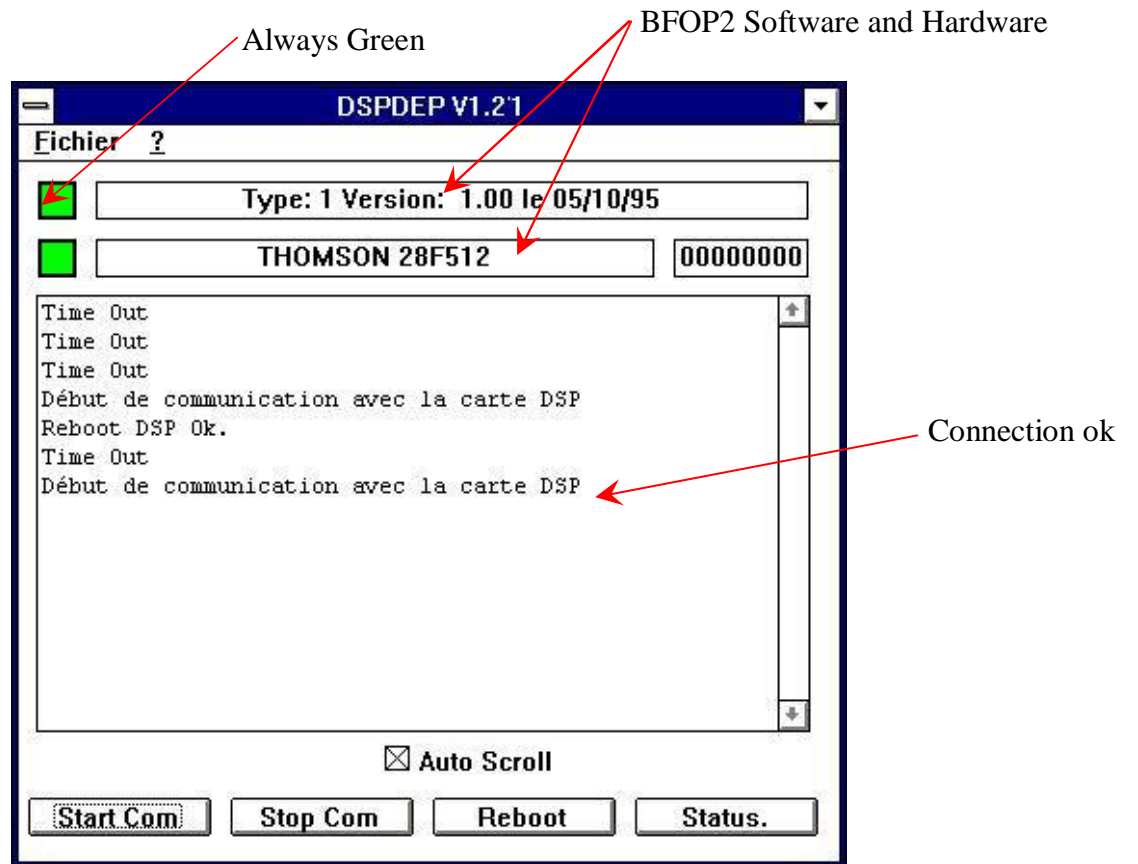 BFOP2 Software and Hardware
Always Green
DSPDEP V1.21
Fichier ?
Type: 1 Version: 1.00 le 05/10/95
THOMSON 28F512 00000000
Time Out
Time Out
Time Out
Début de communication avec la carte DSP
Reboot DSP Ok.
Connection ok
Time Out
Début de communication avec la carte DSP
Auto Scroll
Start Com Stop Com Reboot Status.